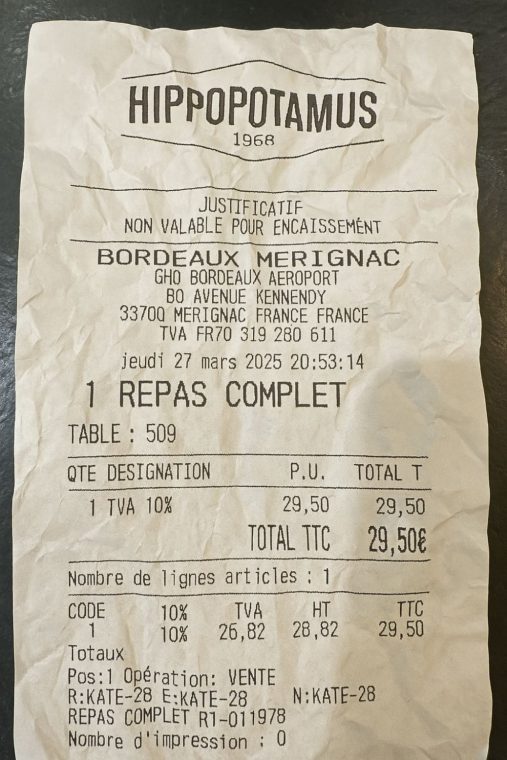 HIPPOPOTAMUS
1968
JUSTIFICATIF
NON VALABLE POUR ENCAISSEMENT
BORDEAUX MERIGNAC
GHO BORDEAUX AEROPORT
BO AVENUE KENNENDY
33700 MERIGNAC FRANCE FRANCE
TVA FR70 319 280 611
jeudi 27 mars 2025 20:53:14
1 REPAS COMPLET
TABLE : 509
QTE DESIGNATION P.U. TOTAL T
1 TVA 10% 29,50 29,50
TOTAL TTC 29,50€
Nombre de lignes articles : 1
CODE 10% TVA HT TTC
1 10% 26,82 28,82 29,50
Totaux
Pos:1 Opération: VENTE
R:KATE-28 E:KATE-28 N:KATE-28
REPAS COMPLET R1-011978
Nombre d'impression : 0